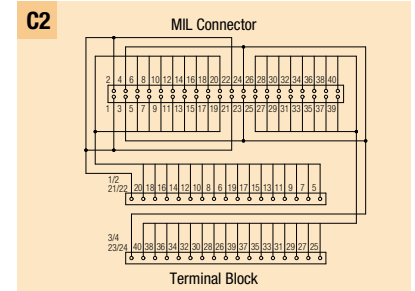 C2
MIL Connector
2 4 6 8 10 12 14 16 18 20 22 24 26 28 30 32 34 36 38 40
1 3 5 7 9 11 13 15 17 19 21 23 25 27 29 31 33 35 37 39
1/2
21/22 20 18 16 14 12 10 8 6 19 17 15 13 11 9 7 5
3/4
23/24 40 38 36 34 32 30 28 26 39 37 35 33 31 29 27 25
Terminal Block